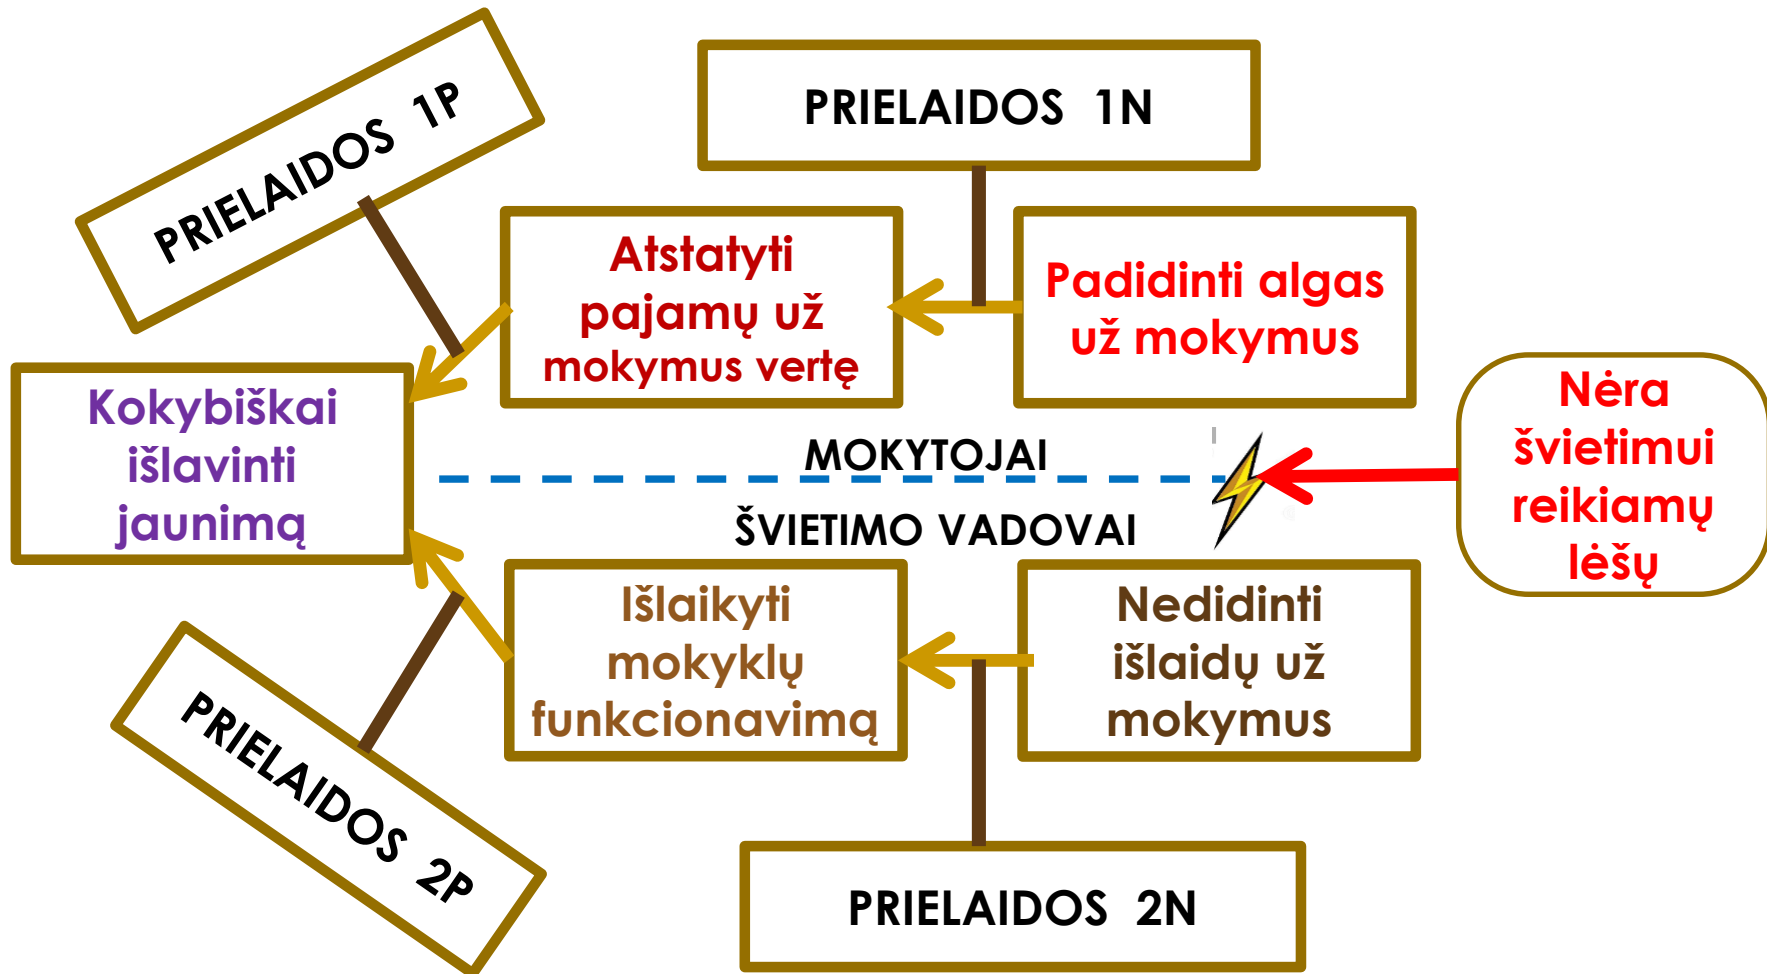 PRIELAIDOS 1P
PRIELAIDOS 1N
Atstatyti
pajamų už
mokymus vertę
Padidinti algas
už mokymus
Kokybiškai
išlavinti
jaunimą
MOKYTOJAI
ŠVIETIMO VADOVAI
Nėra
švietimui
reikiamų
lėšų
Išlaikyti
mokyklų
funkcionavimą
Nedidinti
išlaidų už
mokymus
PRIELAIDOS 2P
PRIELAIDOS 2N